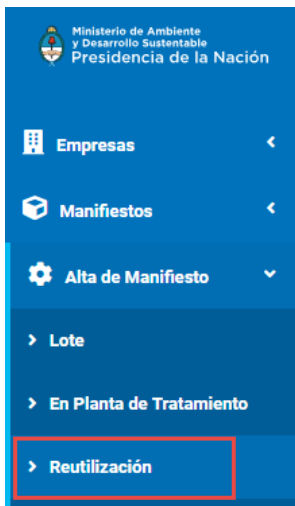 Ministerio de Ambiente
y Desarrollo Sustentable
Presidencia de la Nación
Empresas
Manifiestos
Alta de Manifiesto
Lote
En Planta de Tratamiento
Reutilización